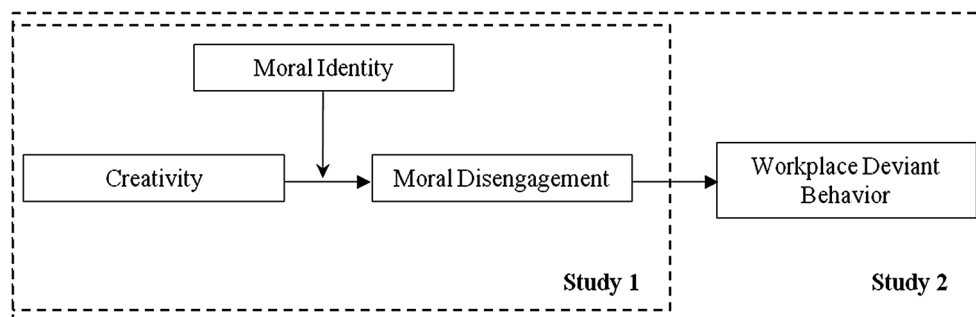 Moral Identity
Creativity
Moral Disengagement
Workplace Deviant
Behavior
Study 1
Study 2